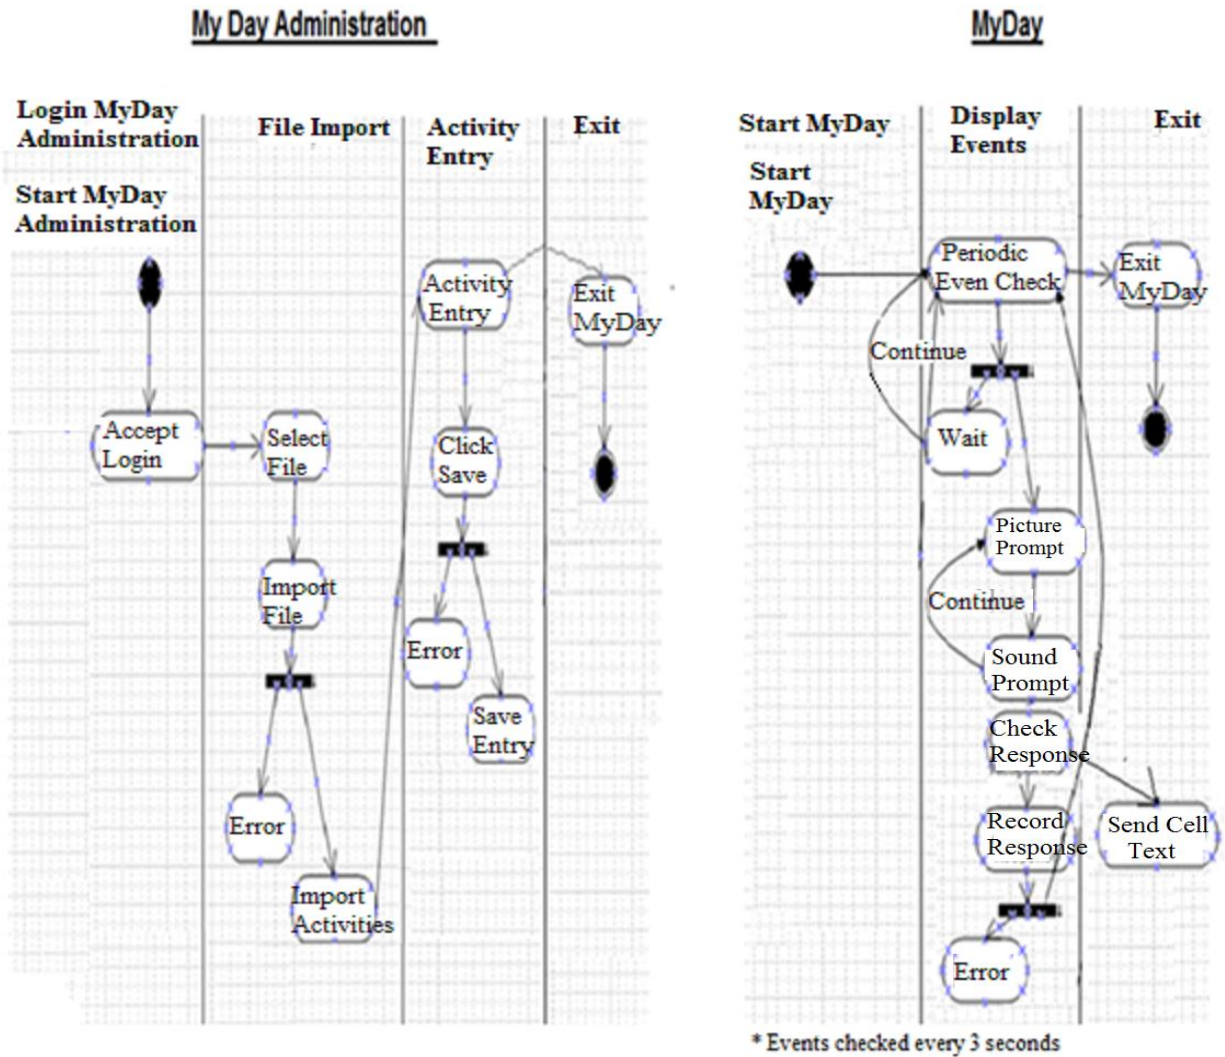 My Day Administration
Login MyDay
Administration
File Import
Activity
Entry
Exit
Start MyDay
Administration
Activity
Entry
Exit
MyDay
Accept
Login
Select
File
Click
Save
Import
File
Error
Save
Entry
Error
Import
Activities
MyDay
Start MyDay
Display
Events
Exit
Start
MyDay
Periodic
Even Check
Exit
MyDay
Continue
Wait
Picture
Prompt
Continue
Sound
Prompt
Check
Response
Record
Response
Send Cell
Text
Error
* Events checked every 3 seconds